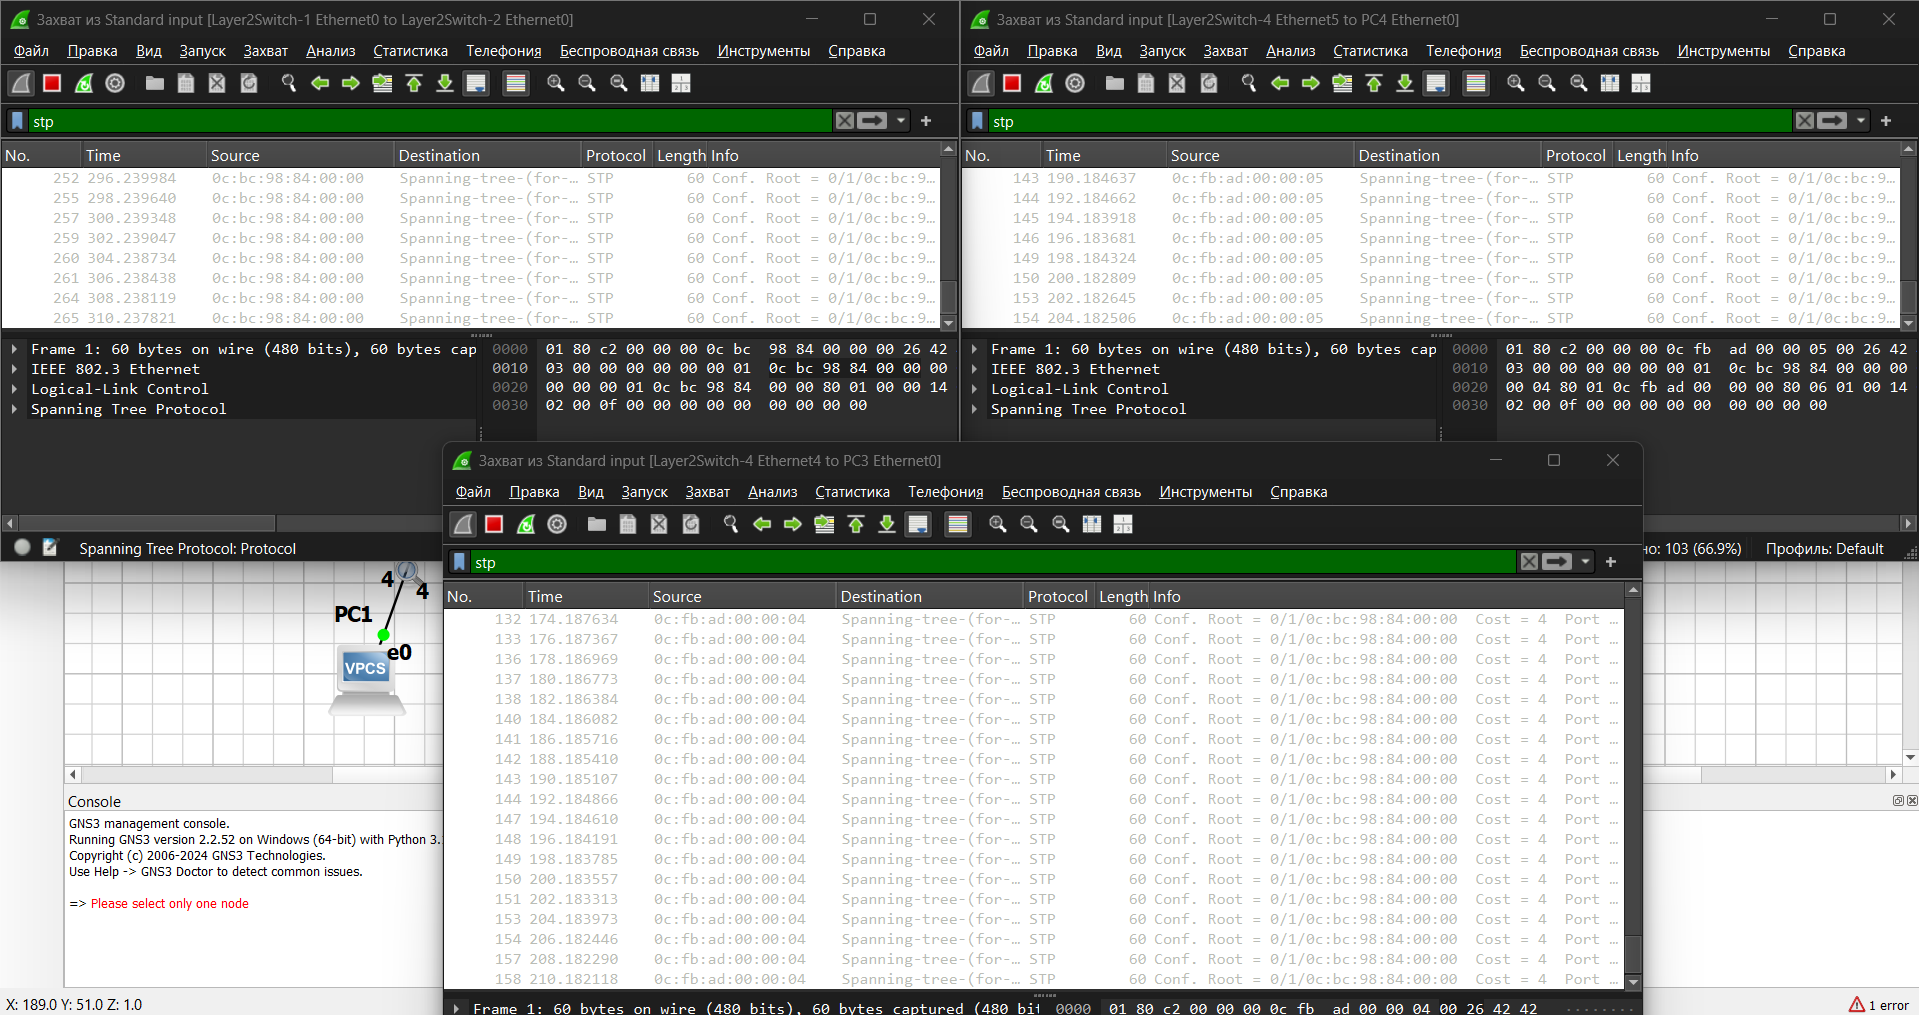 Захват из Standard input [Layer2Switch-1 Ethernet0 to Layer2Switch-2 Ethernet0]
Файл Правка Вид Запуск Захват Анализ Статистика Телефония Беспроводная связь Инструменты Справка
stp
No. Time Source Destination Protocol Length Info
252 296.239984 0c:bc:98:84:00:00 Spanning-tree-(for-… STP 60 Conf. Root = 0/1/0c:bc:9…
255 298.239640 0c:bc:98:84:00:00 Spanning-tree-(for-… STP 60 Conf. Root = 0/1/0c:bc:9…
257 300.239348 0c:bc:98:84:00:00 Spanning-tree-(for-… STP 60 Conf. Root = 0/1/0c:bc:9…
259 302.239047 0c:bc:98:84:00:00 Spanning-tree-(for-… STP 60 Conf. Root = 0/1/0c:bc:9…
260 304.238734 0c:bc:98:84:00:00 Spanning-tree-(for-… STP 60 Conf. Root = 0/1/0c:bc:9…
261 306.238438 0c:bc:98:84:00:00 Spanning-tree-(for-… STP 60 Conf. Root = 0/1/0c:bc:9…
264 308.238119 0c:bc:98:84:00:00 Spanning-tree-(for-… STP 60 Conf. Root = 0/1/0c:bc:9…
265 310.237821 0c:bc:98:84:00:00 Spanning-tree-(for-… STP 60 Conf. Root = 0/1/0c:bc:9…
Frame 1: 60 bytes on wire (480 bits), 60 bytes cap
IEEE 802.3 Ethernet
Logical-Link Control
Spanning Tree Protocol
0000 01 80 c2 00 00 00 0c bc 98 84 00 00 00 26 42
0010 03 00 00 00 00 00 00 01 0c bc 98 84 00 00 00
0020 00 00 00 01 0c bc 98 84 00 00 80 01 00 00 14
0030 02 00 0f 00 00 00 00 00 00 00 00 00
Spanning Tree Protocol: Protocol
Захват из Standard input [Layer2Switch-4 Ethernet5 to PC4 Ethernet0]
Файл Правка Вид Запуск Захват Анализ Статистика Телефония Беспроводная связь Инструменты Справка
stp
No. Time Source Destination Protocol Length Info
143 190.184637 0c:fb:ad:00:00:05 Spanning-tree-(for-… STP 60 Conf. Root = 0/1/0c:bc:9…
144 192.184662 0c:fb:ad:00:00:05 Spanning-tree-(for-… STP 60 Conf. Root = 0/1/0c:bc:9…
145 194.183918 0c:fb:ad:00:00:05 Spanning-tree-(for-… STP 60 Conf. Root = 0/1/0c:bc:9…
146 196.183681 0c:fb:ad:00:00:05 Spanning-tree-(for-… STP 60 Conf. Root = 0/1/0c:bc:9…
149 198.184324 0c:fb:ad:00:00:05 Spanning-tree-(for-… STP 60 Conf. Root = 0/1/0c:bc:9…
150 200.182809 0c:fb:ad:00:00:05 Spanning-tree-(for-… STP 60 Conf. Root = 0/1/0c:bc:9…
153 202.182645 0c:fb:ad:00:00:05 Spanning-tree-(for-… STP 60 Conf. Root = 0/1/0c:bc:9…
154 204.182506 0c:fb:ad:00:00:05 Spanning-tree-(for-… STP 60 Conf. Root = 0/1/0c:bc:9…
Frame 1: 60 bytes on wire (480 bits), 60 bytes cap
IEEE 802.3 Ethernet
Logical-Link Control
Spanning Tree Protocol
0000 01 80 c2 00 00 00 0c fb ad 00 00 05 00 26 42
0010 03 00 00 00 00 00 00 01 0c bc 98 84 00 00 00
0020 00 04 80 01 0c fb ad 00 00 00 80 06 01 00 14
0030 02 00 0f 00 00 00 00 00 00 00 00 00
но: 103 (66.9%) Профиль: Default
Захват из Standard input [Layer2Switch-4 Ethernet4 to PC3 Ethernet0]
Файл Правка Вид Запуск Захват Анализ Статистика Телефония Беспроводная связь Инструменты Справка
stp
No. Time Source Destination Protocol Length Info
132 174.187634 0c:fb:ad:00:00:04 Spanning-tree-(for-… STP 60 Conf. Root = 0/1/0c:bc:98:84:00:00 Cost = 4 Port …
133 176.187367 0c:fb:ad:00:00:04 Spanning-tree-(for-… STP 60 Conf. Root = 0/1/0c:bc:98:84:00:00 Cost = 4 Port …
136 178.186969 0c:fb:ad:00:00:04 Spanning-tree-(for-… STP 60 Conf. Root = 0/1/0c:bc:98:84:00:00 Cost = 4 Port …
137 180.186773 0c:fb:ad:00:00:04 Spanning-tree-(for-… STP 60 Conf. Root = 0/1/0c:bc:98:84:00:00 Cost = 4 Port …
138 182.186384 0c:fb:ad:00:00:04 Spanning-tree-(for-… STP 60 Conf. Root = 0/1/0c:bc:98:84:00:00 Cost = 4 Port …
140 184.186082 0c:fb:ad:00:00:04 Spanning-tree-(for-… STP 60 Conf. Root = 0/1/0c:bc:98:84:00:00 Cost = 4 Port …
141 186.185716 0c:fb:ad:00:00:04 Spanning-tree-(for-… STP 60 Conf. Root = 0/1/0c:bc:98:84:00:00 Cost = 4 Port …
142 188.185410 0c:fb:ad:00:00:04 Spanning-tree-(for-… STP 60 Conf. Root = 0/1/0c:bc:98:84:00:00 Cost = 4 Port …
143 190.185107 0c:fb:ad:00:00:04 Spanning-tree-(for-… STP 60 Conf. Root = 0/1/0c:bc:98:84:00:00 Cost = 4 Port …
144 192.184866 0c:fb:ad:00:00:04 Spanning-tree-(for-… STP 60 Conf. Root = 0/1/0c:bc:98:84:00:00 Cost = 4 Port …
147 194.184610 0c:fb:ad:00:00:04 Spanning-tree-(for-… STP 60 Conf. Root = 0/1/0c:bc:98:84:00:00 Cost = 4 Port …
148 196.184191 0c:fb:ad:00:00:04 Spanning-tree-(for-… STP 60 Conf. Root = 0/1/0c:bc:98:84:00:00 Cost = 4 Port …
149 198.183785 0c:fb:ad:00:00:04 Spanning-tree-(for-… STP 60 Conf. Root = 0/1/0c:bc:98:84:00:00 Cost = 4 Port …
150 200.183557 0c:fb:ad:00:00:04 Spanning-tree-(for-… STP 60 Conf. Root = 0/1/0c:bc:98:84:00:00 Cost = 4 Port …
151 202.183313 0c:fb:ad:00:00:04 Spanning-tree-(for-… STP 60 Conf. Root = 0/1/0c:bc:98:84:00:00 Cost = 4 Port …
153 204.183973 0c:fb:ad:00:00:04 Spanning-tree-(for-… STP 60 Conf. Root = 0/1/0c:bc:98:84:00:00 Cost = 4 Port …
154 206.182446 0c:fb:ad:00:00:04 Spanning-tree-(for-… STP 60 Conf. Root = 0/1/0c:bc:98:84:00:00 Cost = 4 Port …
157 208.182290 0c:fb:ad:00:00:04 Spanning-tree-(for-… STP 60 Conf. Root = 0/1/0c:bc:98:84:00:00 Cost = 4 Port …
158 210.182118 0c:fb:ad:00:00:04 Spanning-tree-(for-… STP 60 Conf. Root = 0/1/0c:bc:98:84:00:00 Cost = 4 Port …
Frame 1: 60 bytes on wire (480 bits), 60 bytes captured (480 bit
0000 01 80 c2 00 00 00 0c fb ad 00 00 04 00 26 42 42 ········
4
4
PC1
e0
VPCS
Console
GNS3 management console.
Running GNS3 version 2.2.52 on Windows (64-bit) with Python 3.
Copyright (c) 2006-2024 GNS3 Technologies.
Use Help -> GNS3 Doctor to detect common issues.
=> Please select only one node
X: 189.0 Y: 51.0 Z: 1.0
1 error